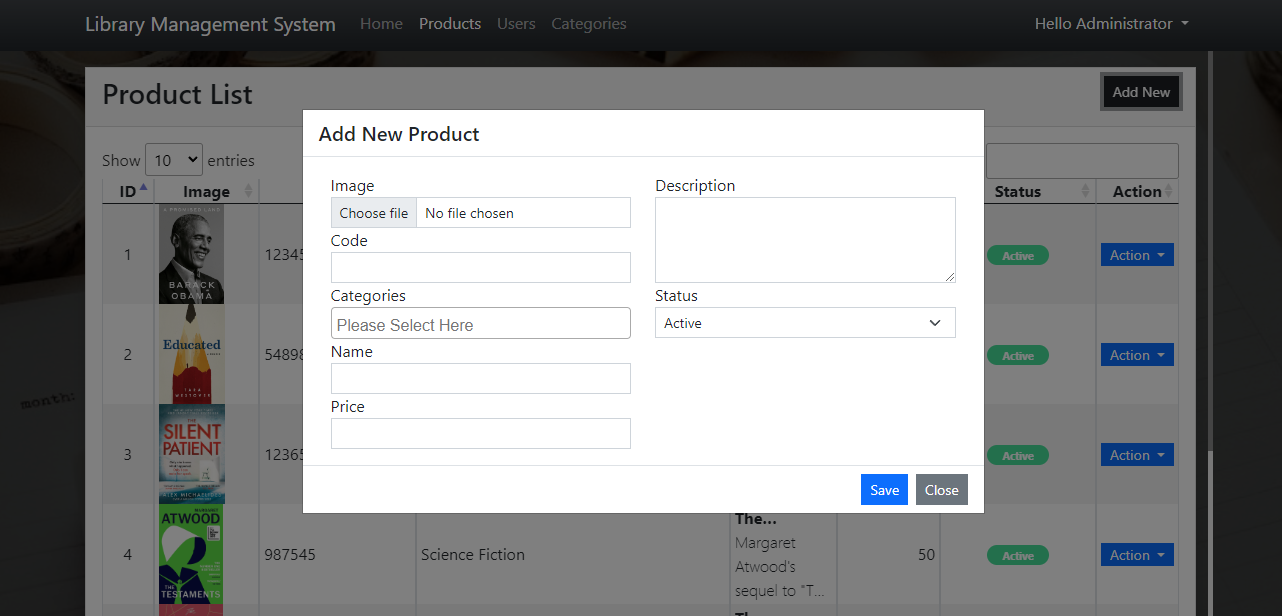 Library Management System Home Products Users Categories Hello Administrator
Product List Add New
Add New Product
Show 10 entries
ID Image Status Action
Image
Choose file No file chosen
Code
Categories
Please Select Here
Name
Price
Description
Status
Active
Save Close
1 A PROMISED LAND BARACK OBAMA 12345 Active Action
2 Educated TARA WESTOVER 54898 Active Action
3 THE SILENT PATIENT ALEX MICHAELIDES 12365 Active Action
The...
4 MARGARET ATWOOD THE TESTAMENTS 987545 Science Fiction Margaret Atwood's sequel to "T... 50 Active Action
The
month: